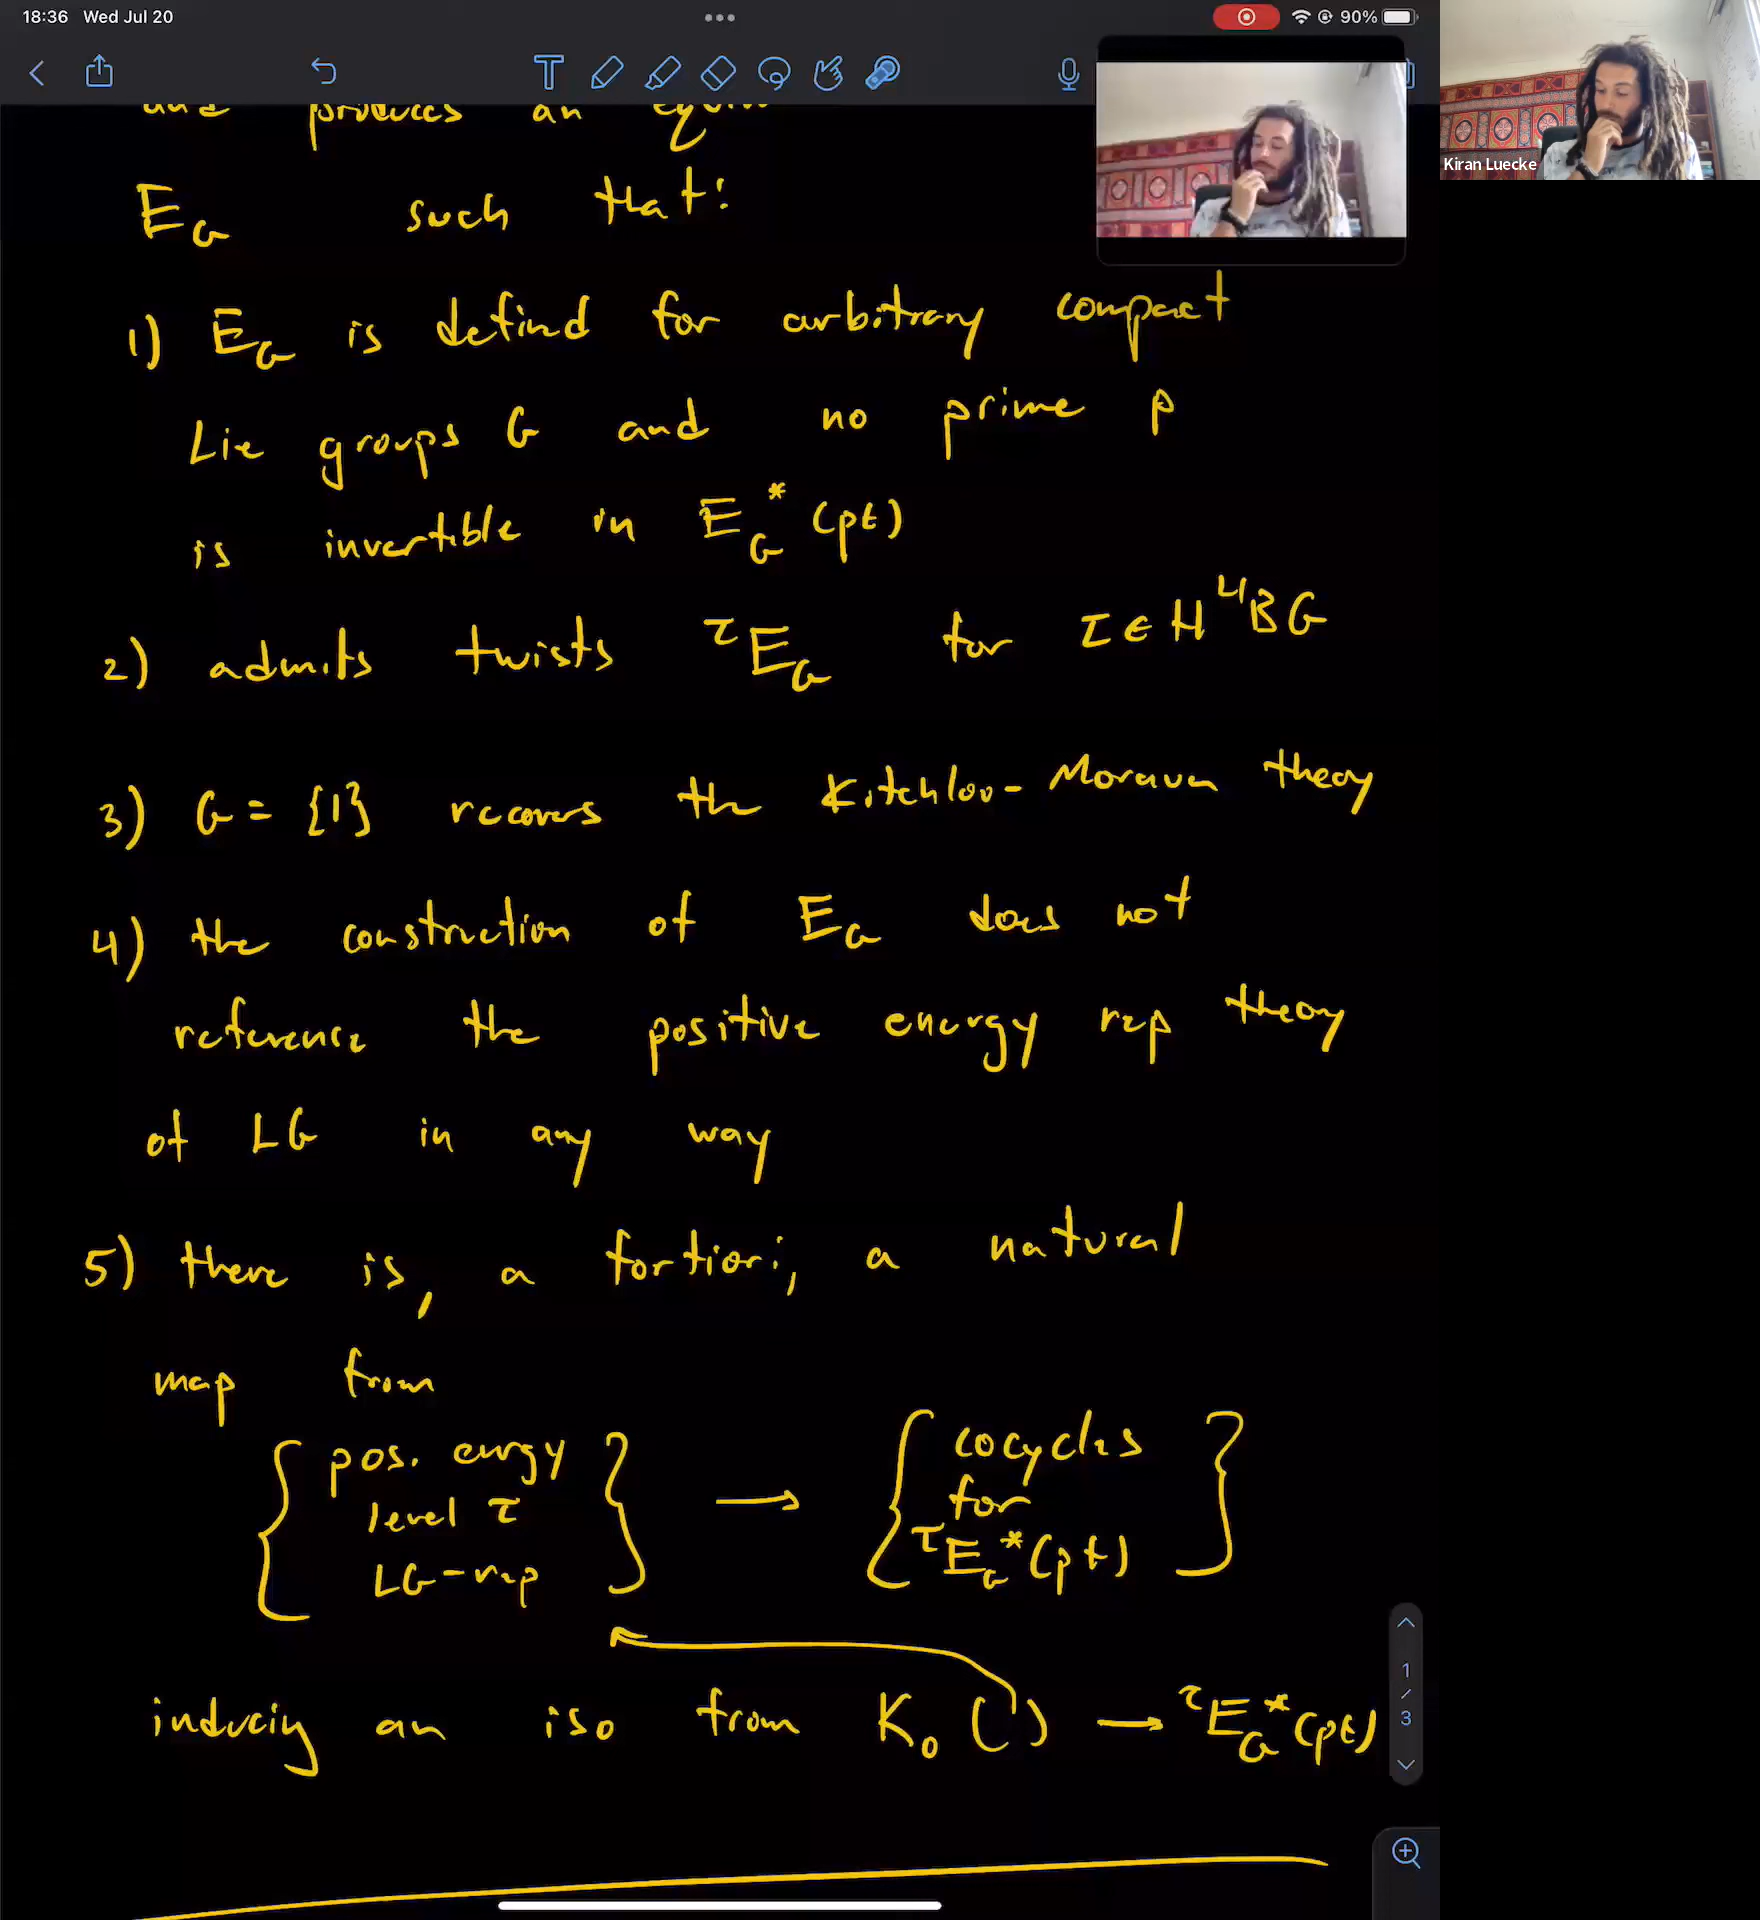 18:36 Wed Jul 20
90%
Kiran Luecke
and produces an
E_G such that:
1) E_G is defind for arbitrary compact
Lie groups G and no prime p
is invertible in E_G^*(pt)
2) admits twists ^τE_G for τ ∈ H^4BG
3) G = {1} recovers the Kitchloo-Morava theory
4) the construction of E_G does not
reference the positive energy rep theory
of LG in any way
5) there is, a fortiori, a natural
map from
{ pos. energy level τ LG-rep } → { cocycles for ^τE_G^*(pt) }
inducing an iso from K_0( ) → ^τE_G^*(pt)
1
/
3